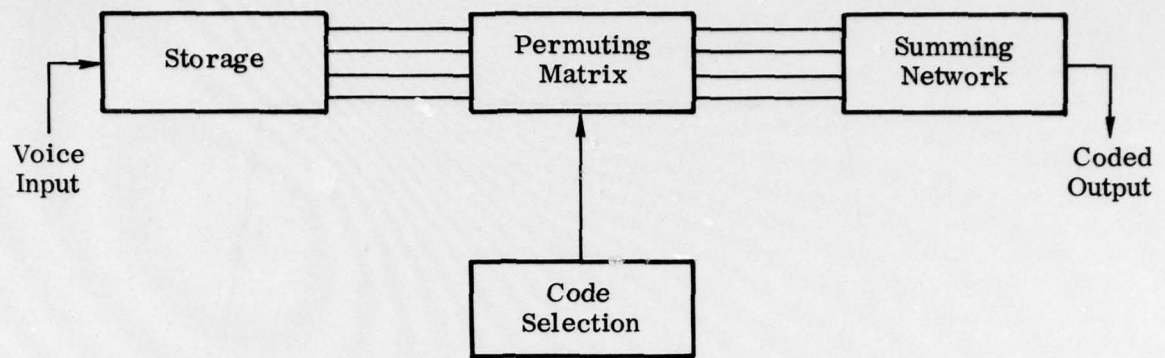 Storage
Permuting
Matrix
Summing
Network
Voice
Input
Coded
Output
Code
Selection